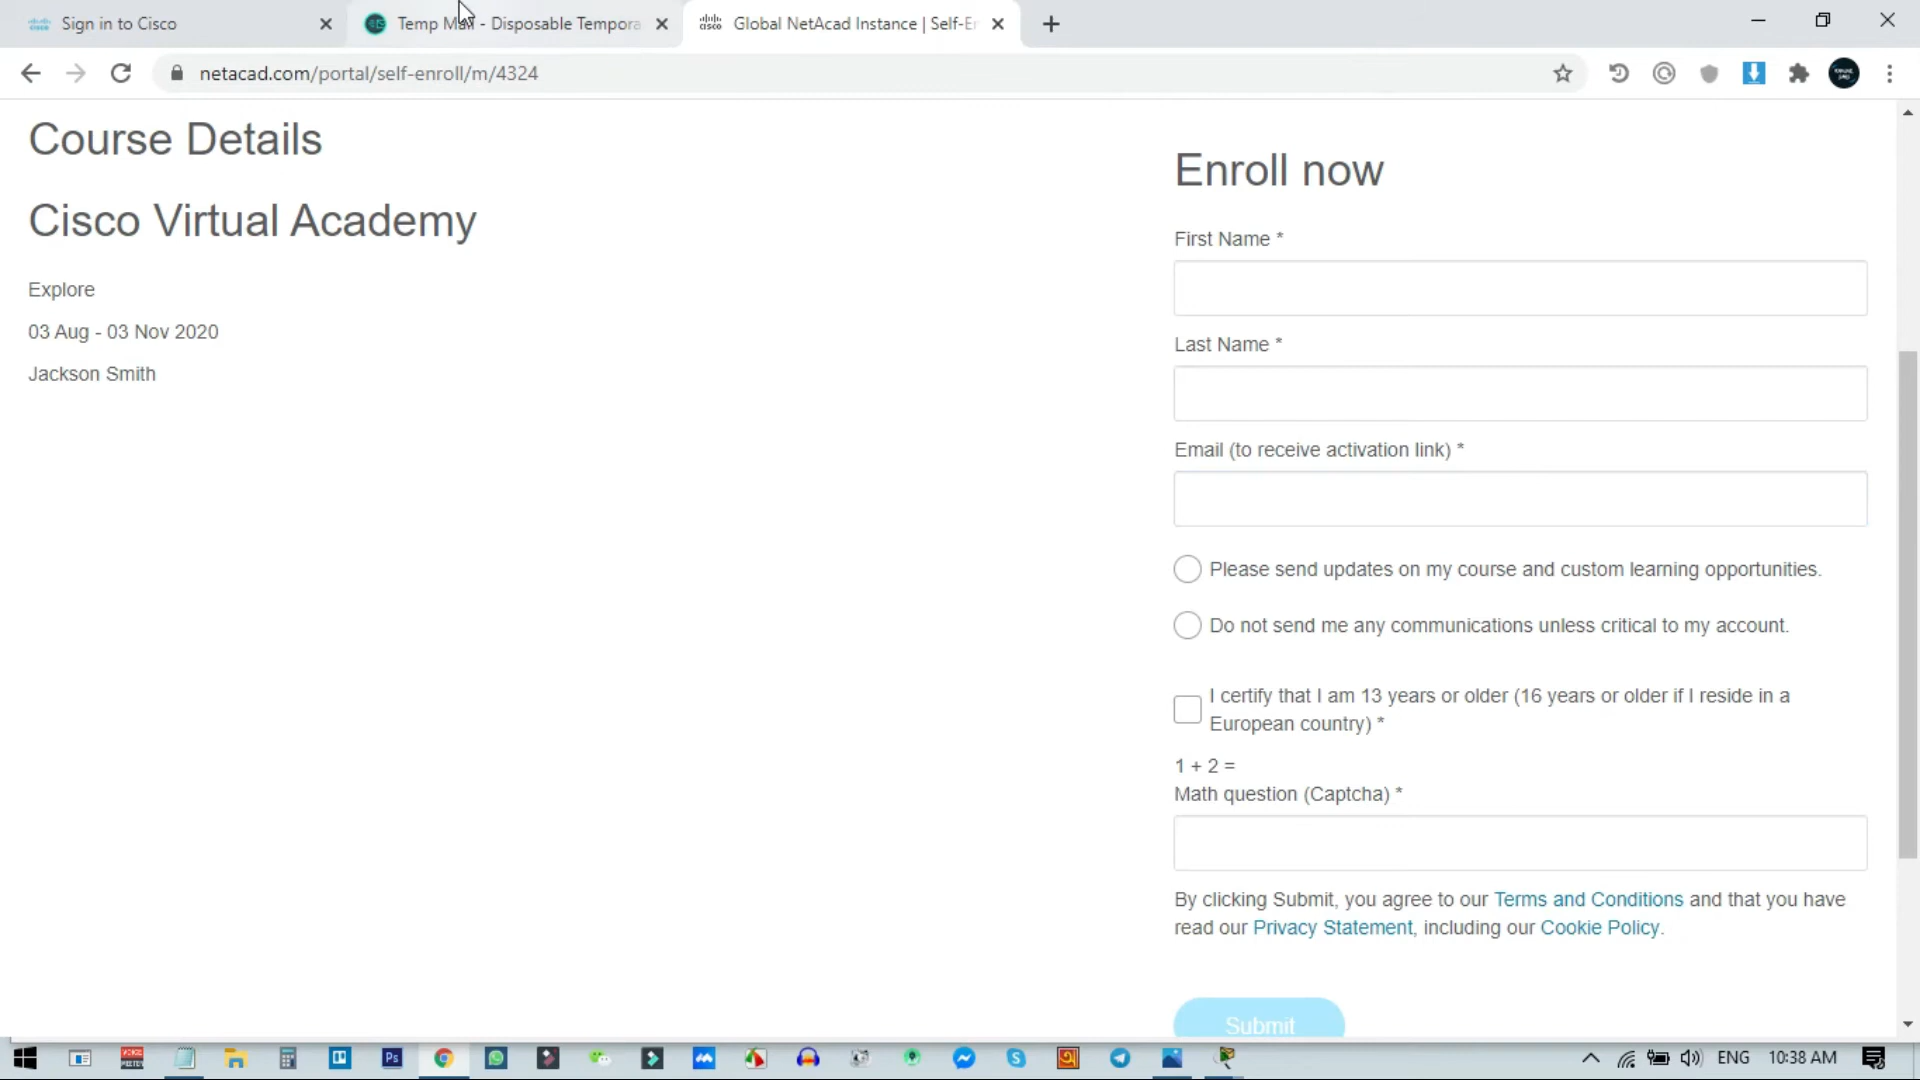 Sign in to Cisco
Temp Mail - Disposable Tempora
Global NetAcad Instance | Self-En
netacad.com/portal/self-enroll/m/4324
Course Details
Cisco Virtual Academy
Explore
03 Aug - 03 Nov 2020
Jackson Smith
Enroll now
First Name *
Last Name *
Email (to receive activation link) *
Please send updates on my course and custom learning opportunities.
Do not send me any communications unless critical to my account.
I certify that I am 13 years or older (16 years or older if I reside in a
European country) *
1 + 2 =
Math question (Captcha) *
By clicking Submit, you agree to our Terms and Conditions and that you have
read our Privacy Statement, including our Cookie Policy.
Submit
Ps
ENG
10:38 AM